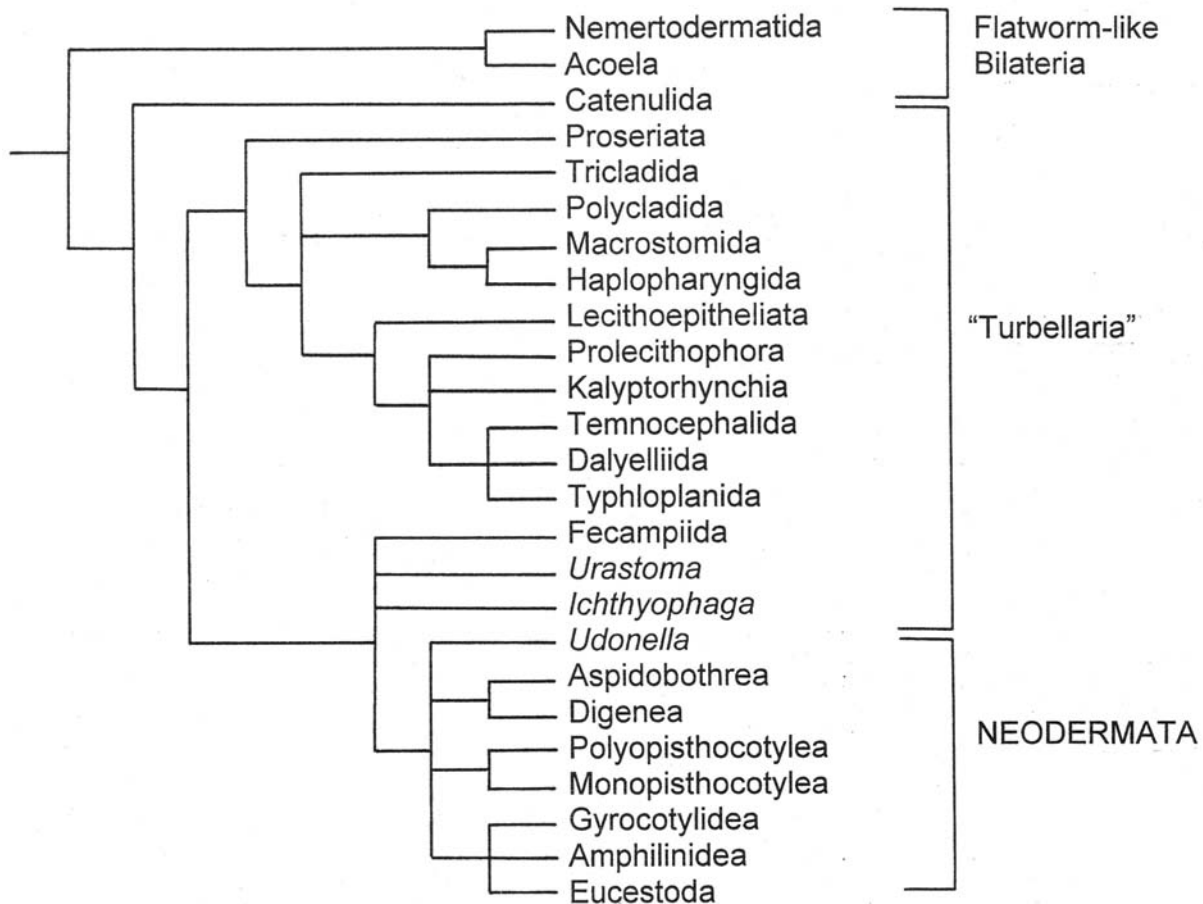 Nemertodermatida
Acoela
Catenulida
Proseriata
Tricladida
Polycladida
Macrostomida
Haplopharyngida
Lecithoepitheliata
Prolecithophora
Kalyptorhynchia
Temnocephalida
Dalyelliida
Typhloplanida
Fecampiida
Urastoma
Ichthyophaga
Udonella
Aspidobothrea
Digenea
Polyopisthocotylea
Monopisthocotylea
Gyrocotylidea
Amphilinidea
Eucestoda
Flatworm-like
Bilateria
“Turbellaria”
NEODERMATA